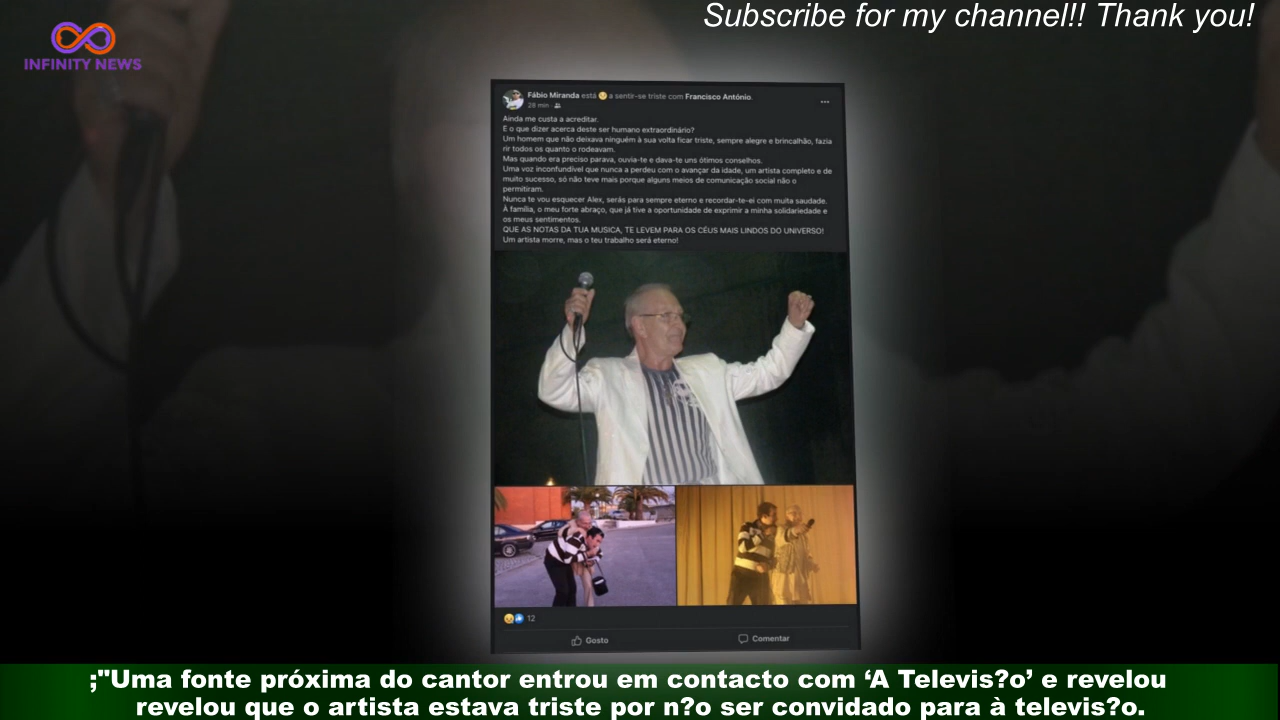 Subscribe for my channel!! Thank you!
INFINITY NEWS
Fábio Miranda está a sentir-se triste com Francisco António.
28 min ·
Ainda me custa a acreditar.
E o que dizer acerca deste ser humano extraordinário?
Um homem que não deixava ninguém à sua volta ficar triste, sempre alegre e brincalhão, fazia
rir todos os quanto o rodeavam.
Mas quando era preciso parava, ouvia-te e dava-te uns ótimos conselhos.
Uma voz inconfundível que nunca a perdeu com o avançar da idade, um artista completo e de
muito sucesso, só não teve mais porque alguns meios de comunicação social não o
permitiram.
Nunca te vou esquecer Alex, serás para sempre eterno e recordar-te-ei com muita saudade.
À família, o meu forte abraço, que já tive a oportunidade de exprimir a minha solidariedade e
os meus sentimentos.
QUE AS NOTAS DA TUA MUSICA, TE LEVEM PARA OS CÉUS MAIS LINDOS DO UNIVERSO!
Um artista morre, mas o teu trabalho será eterno!
12
Gosto
Comentar
;"Uma fonte próxima do cantor entrou em contacto com ‘A Televis?o’ e revelou
revelou que o artista estava triste por n?o ser convidado para à televis?o.